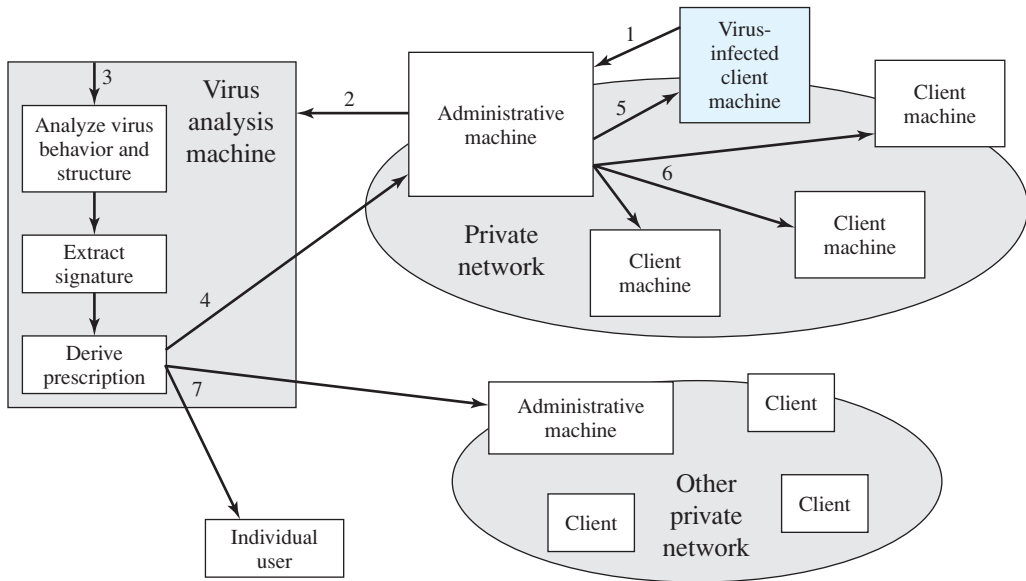 3
Analyze virus
behavior and
structure
Extract
signature
Derive
prescription
Virus
analysis
machine
2
4
7
Individual
user
Administrative
machine
1
Virus-
infected
client
machine
5
6
Client
machine
Client
machine
Client
machine
Private
network
Administrative
machine
Client
Client
Client
Other
private
network